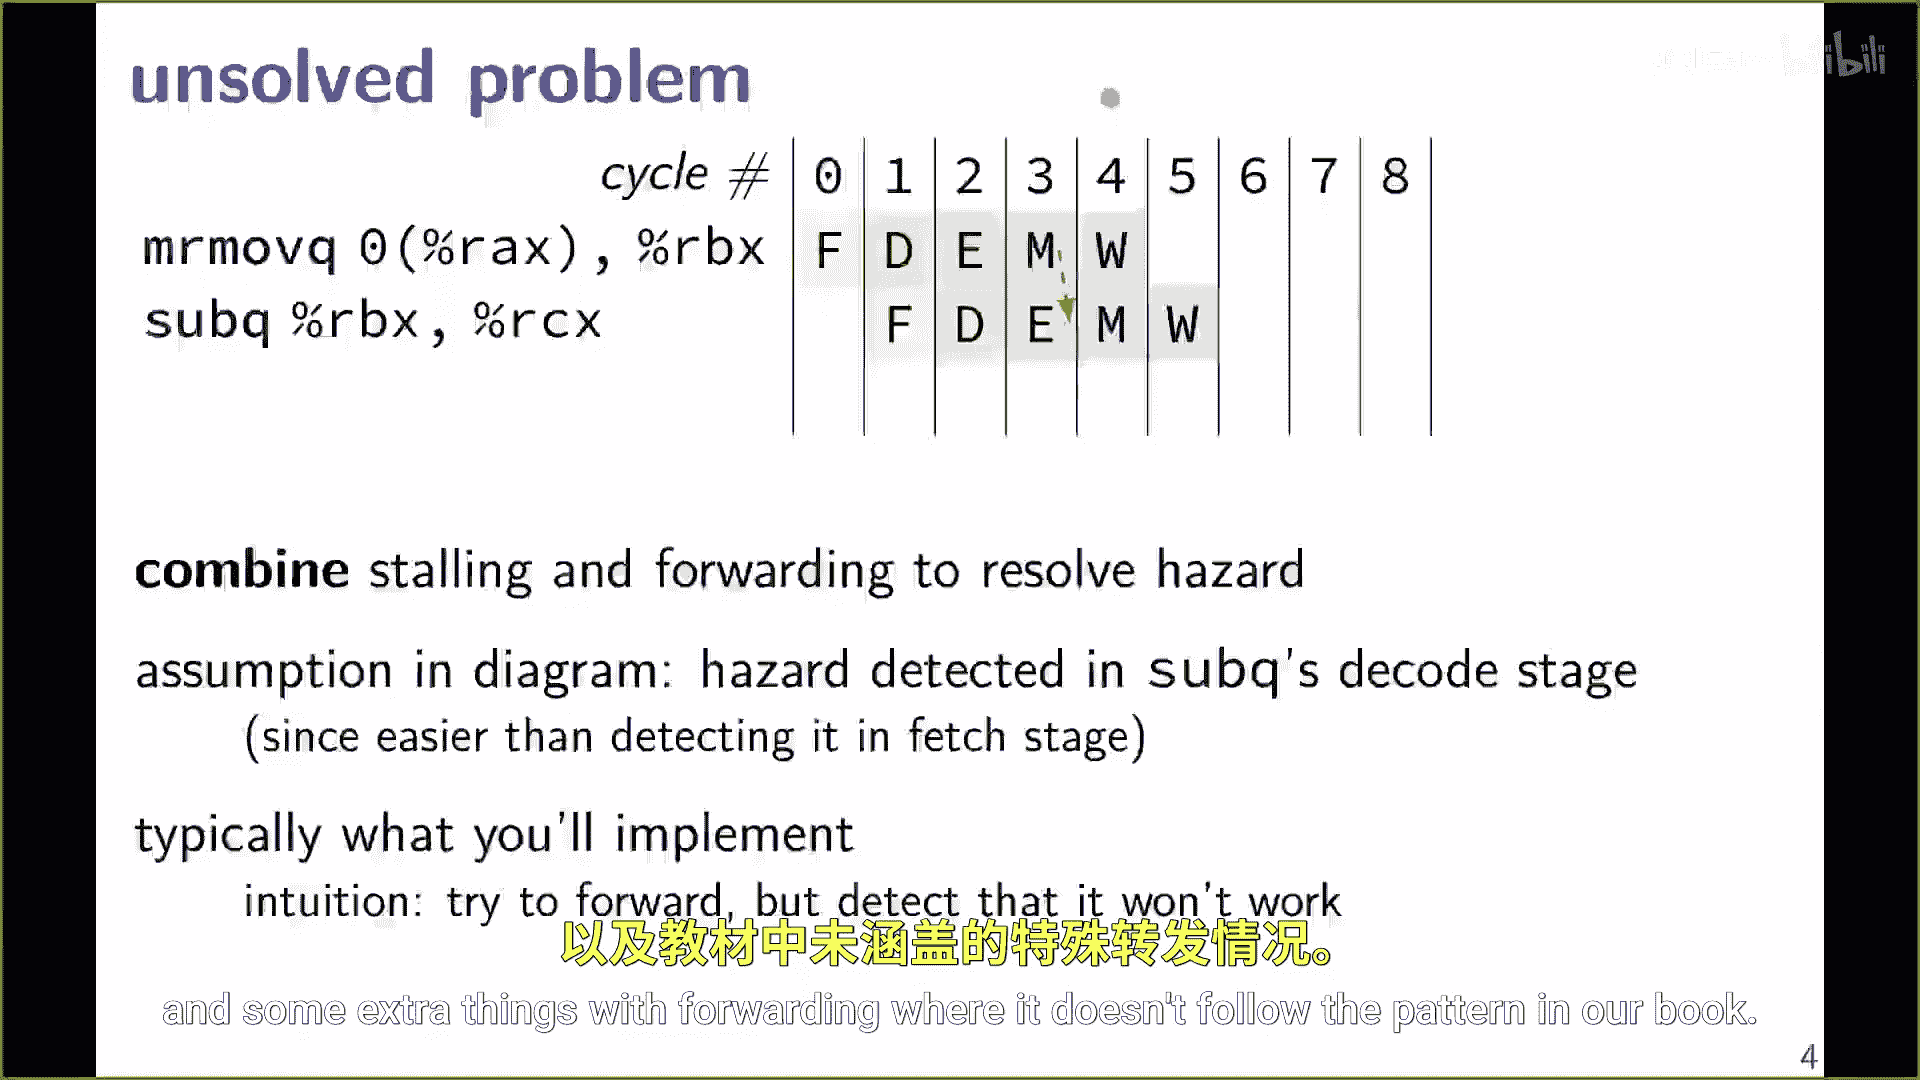 unsolved problem
cycle # 0 1 2 3 4 5 6 7 8
mrmovq 0(%rax), %rbx F D E M W
subq %rbx, %rcx F D E M W
combine stalling and forwarding to resolve hazard
assumption in diagram: hazard detected in subq's decode stage
(since easier than detecting it in fetch stage)
typically what you'll implement
intuition: try to forward, but detect that it won't work
以及教材中未涵盖的特殊转发情况。
and some extra things with forwarding where it doesn't follow the pattern in our book.
4